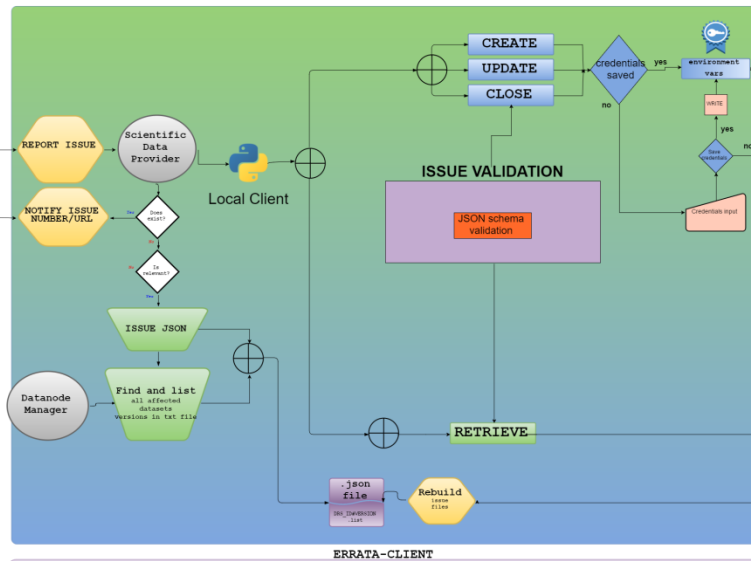 CREATE
UPDATE
CLOSE
credentials
saved
yes
no
environment
vars
WRITE
yes
Save
credentials
no
Credentials input
REPORT ISSUE
Scientific
Data
Provider
Local Client
NOTIFY ISSUE
NUMBER/URL
Yes
Does
exist?
No
No
Is
relevant?
Yes
ISSUE VALIDATION
JSON schema
validation
ISSUE JSON
Datanode
Manager
Find and list
all affected
datasets
versions in txt file
RETRIEVE
.json
file
.list
Rebuild
issue
files
ERRATA-CLIENT